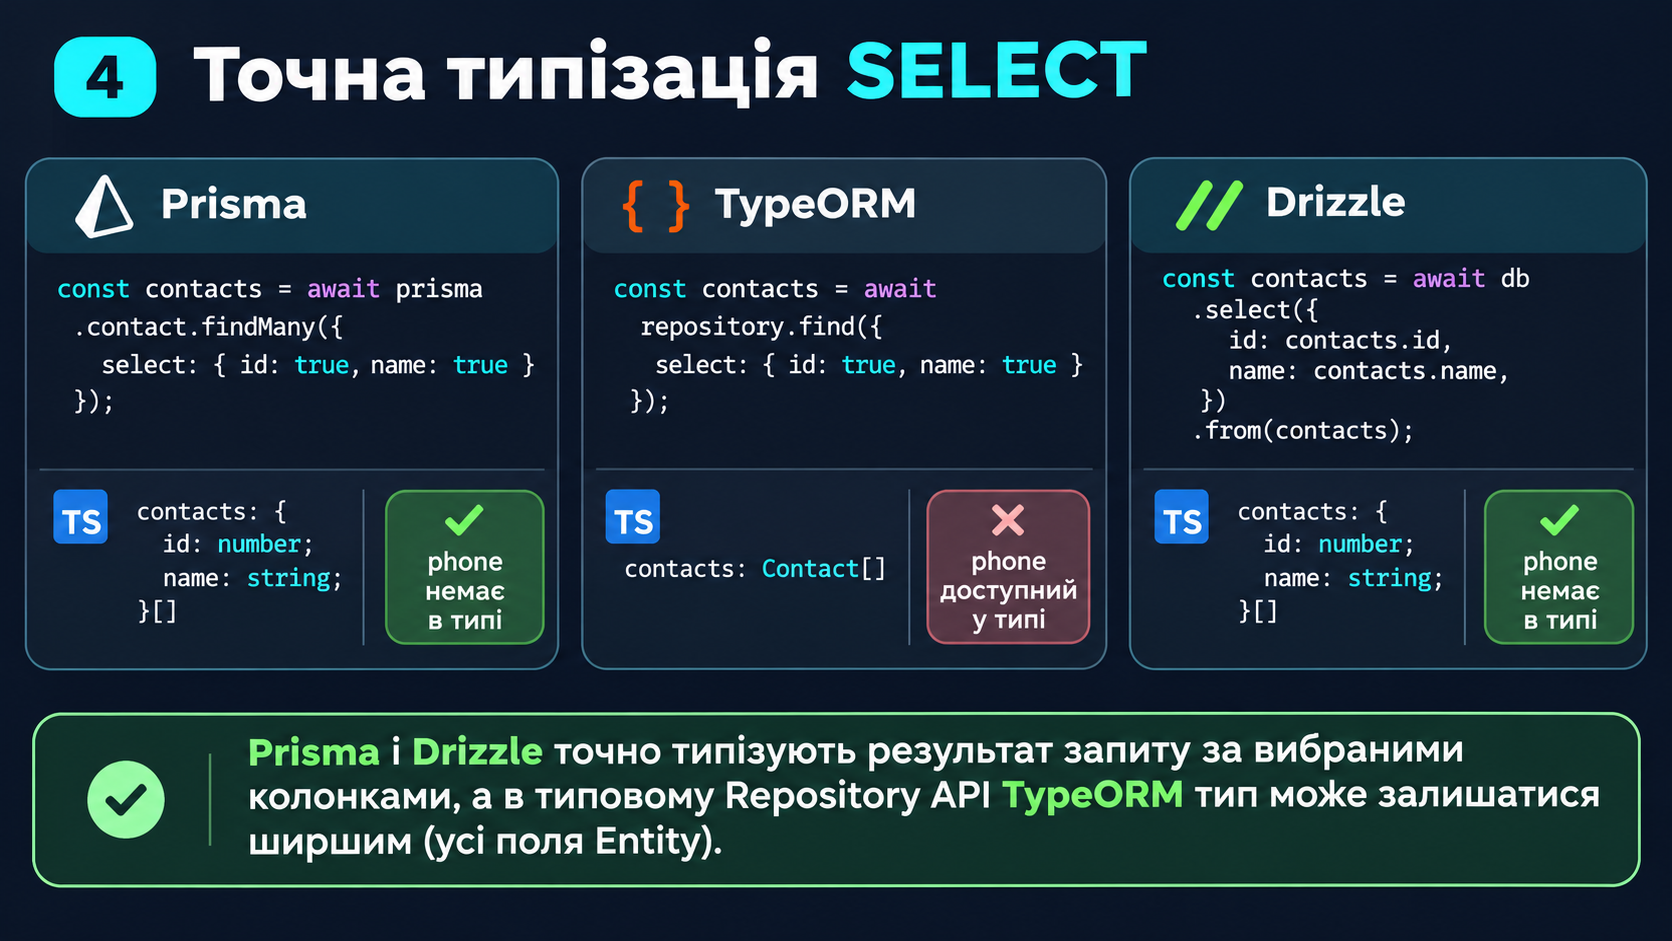 4 Точна типізація SELECT
Prisma
const contacts = await prisma
.contact.findMany({
select: { id: true, name: true }
});
TS
contacts: {
id: number;
name: string;
}[]
phone
немає
в типі
{ } TypeORM
const contacts = await
repository.find({
select: { id: true, name: true }
});
TS
contacts: Contact[]
phone
доступний
у типі
Drizzle
const contacts = await db
.select({
id: contacts.id,
name: contacts.name,
})
.from(contacts);
TS
contacts: {
id: number;
name: string;
}[]
phone
немає
в типі
Prisma і Drizzle точно типізують результат запиту за вибраними
колонками, а в типовому Repository API TypeORM тип може залишатися
ширшим (усі поля Entity).